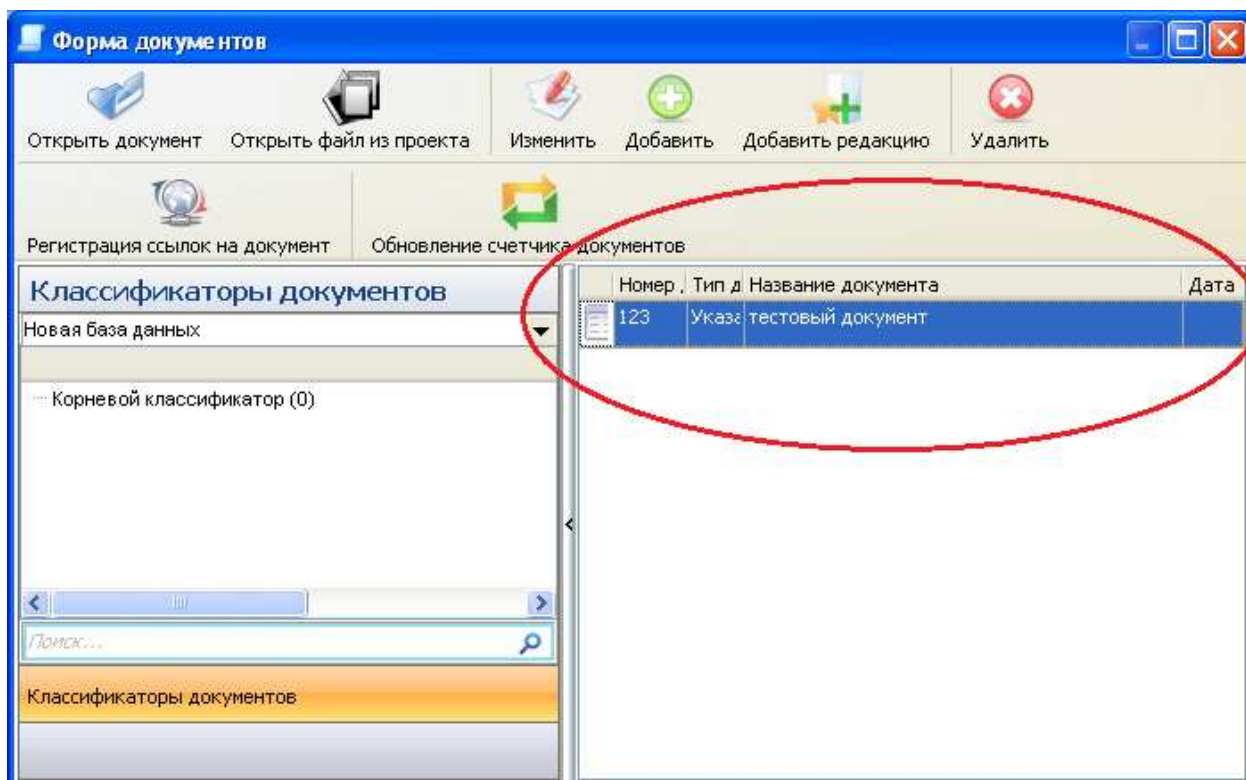 Форма документов
Открыть документ Открыть файл из проекта Изменить Добавить Добавить редакцию Удалить
Регистрация ссылок на документ Обновление счетчика документов
Классификаторы документов
Номер Тип д Название документа Дата
Новая база данных
123 Указа тестовый документ
Корневой классификатор (0)
Поиск...
Классификаторы документов